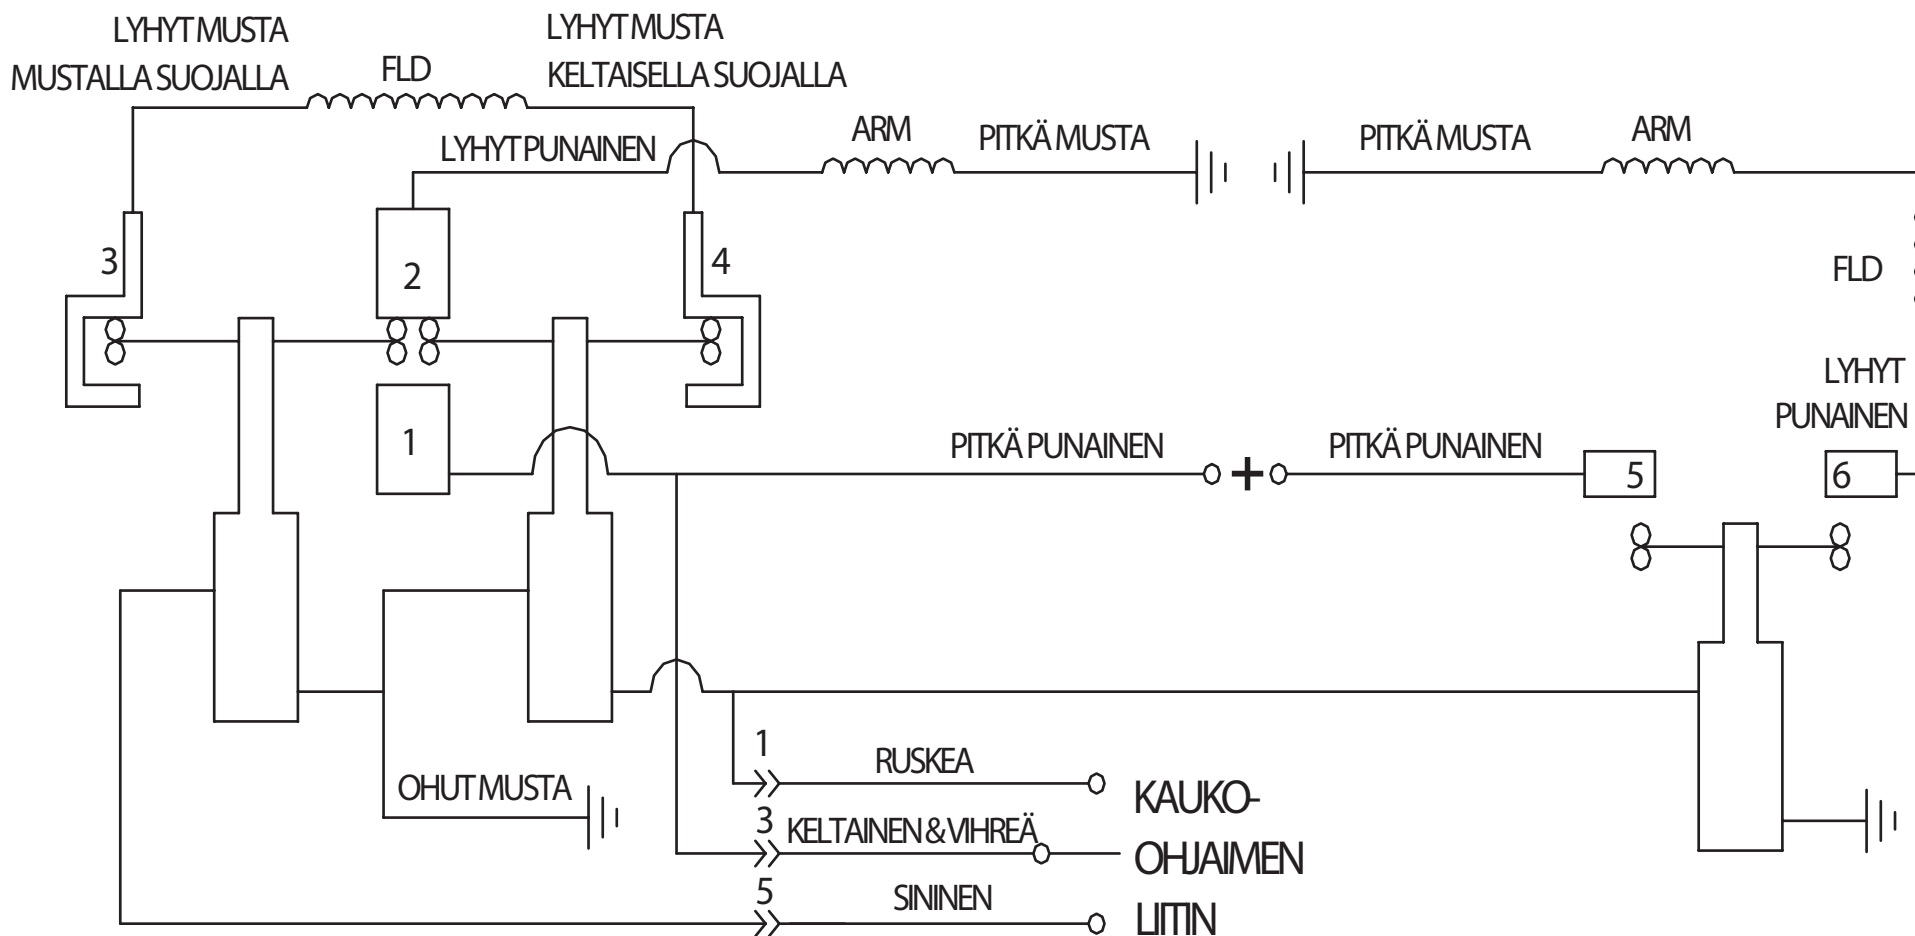 LYHYT MUSTA
MUSTALLA SUOJALLA
FLD
LYHYT MUSTA
KELTAISELLA SUOJALLA
LYHYT PUNAINEN
ARM
PITKÄ MUSTA
PITKÄ MUSTA
ARM
3
2
4
FLD
1
PITKÄ PUNAINEN
+
PITKÄ PUNAINEN
5
LYHYT
PUNAINEN
6
OHUT MUSTA
1
RUSKEA
3
KELTAINEN & VIHREÄ
5
SININEN
KAUKO-
OHJAIMEN
LIITIN